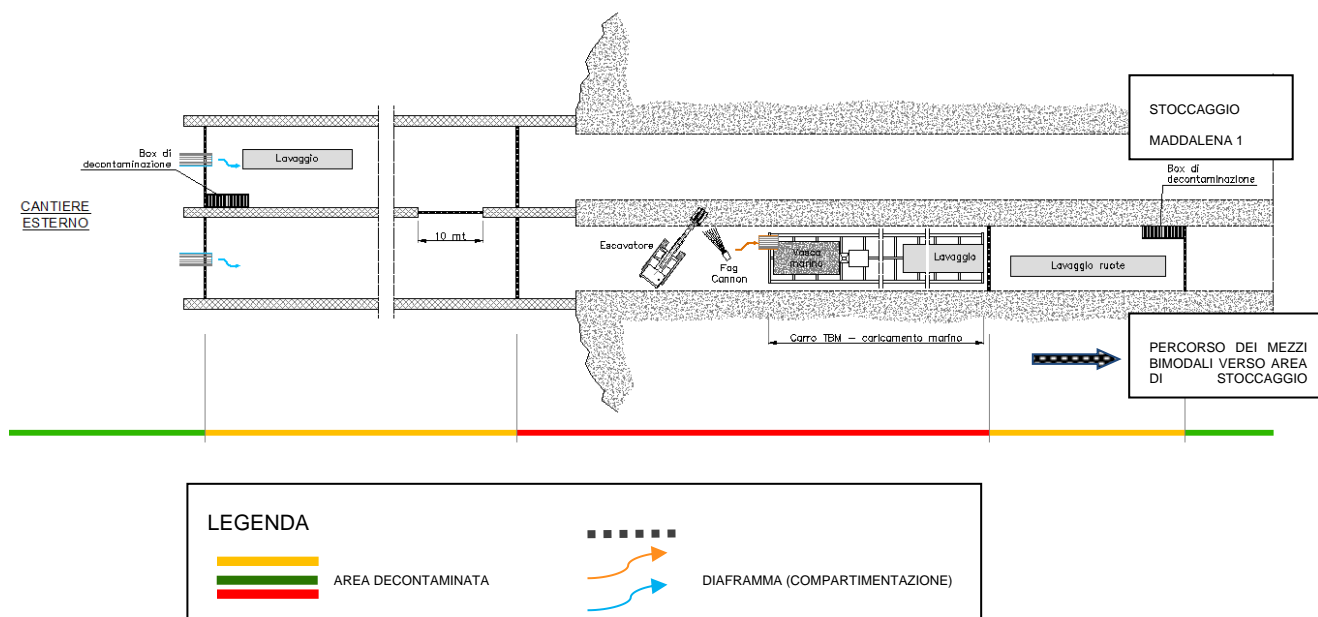 STOCCAGGIO
MADDALENA 1
Box di
decontaminazione
Lavaggio
Box di
decontaminazione
CANTIERE
ESTERNO
10 mt
Escavatore
Fog
Cannon
Vasca
marino
Lavaggio
Lavaggio ruote
Carro TBM – caricamento marino
PERCORSO DEI MEZZI
BIMODALI VERSO AREA
DI STOCCAGGIO
LEGENDA
AREA DECONTAMINATA
DIAFRAMMA (COMPARTIMENTAZIONE)